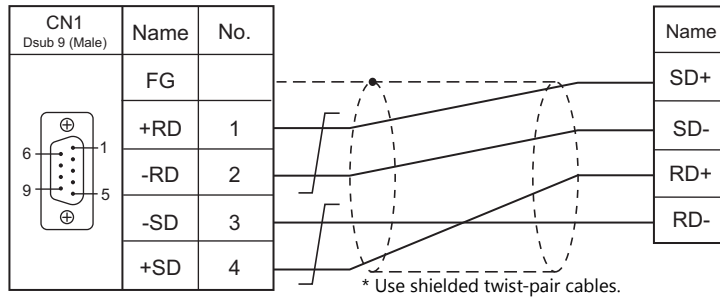 CN1
Dsub 9 (Male)
Name
No.
Name
FG
SD+
+RD
1
SD-
-RD
2
RD+
-SD
3
RD-
+SD
4
6
1
9
5
* Use shielded twist-pair cables.